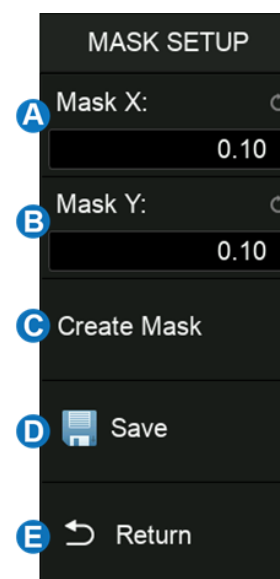 MASK SETUP
A Mask X:
0.10
B Mask Y:
0.10
C Create Mask
D Save
E Return